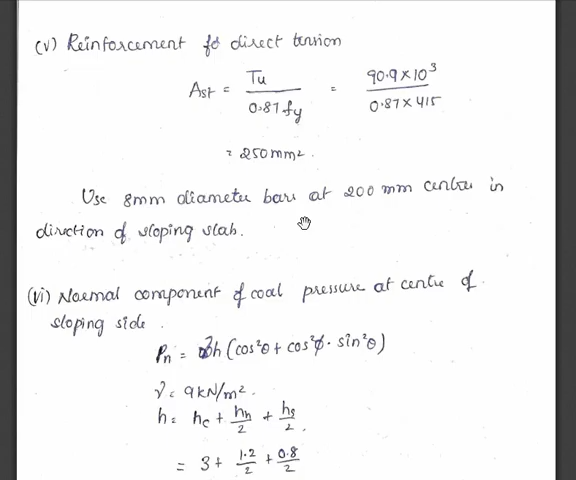 (v) Reinforcement for direct tension
Ast = Tu / 0.87 fy = 90.9 × 10³ / 0.87 × 415
= 250 mm².
Use 8mm diameter bars at 200 mm centres in
direction of sloping slab.
(vi) Normal component of coal pressure at centre of
sloping side.
Pn = γh (cos²θ + cos²φ · sin²θ)
γ = 9 kN/m².
h = hc + hn/2 + hs/2.
= 3 + 1.2/2 + 0.8/2